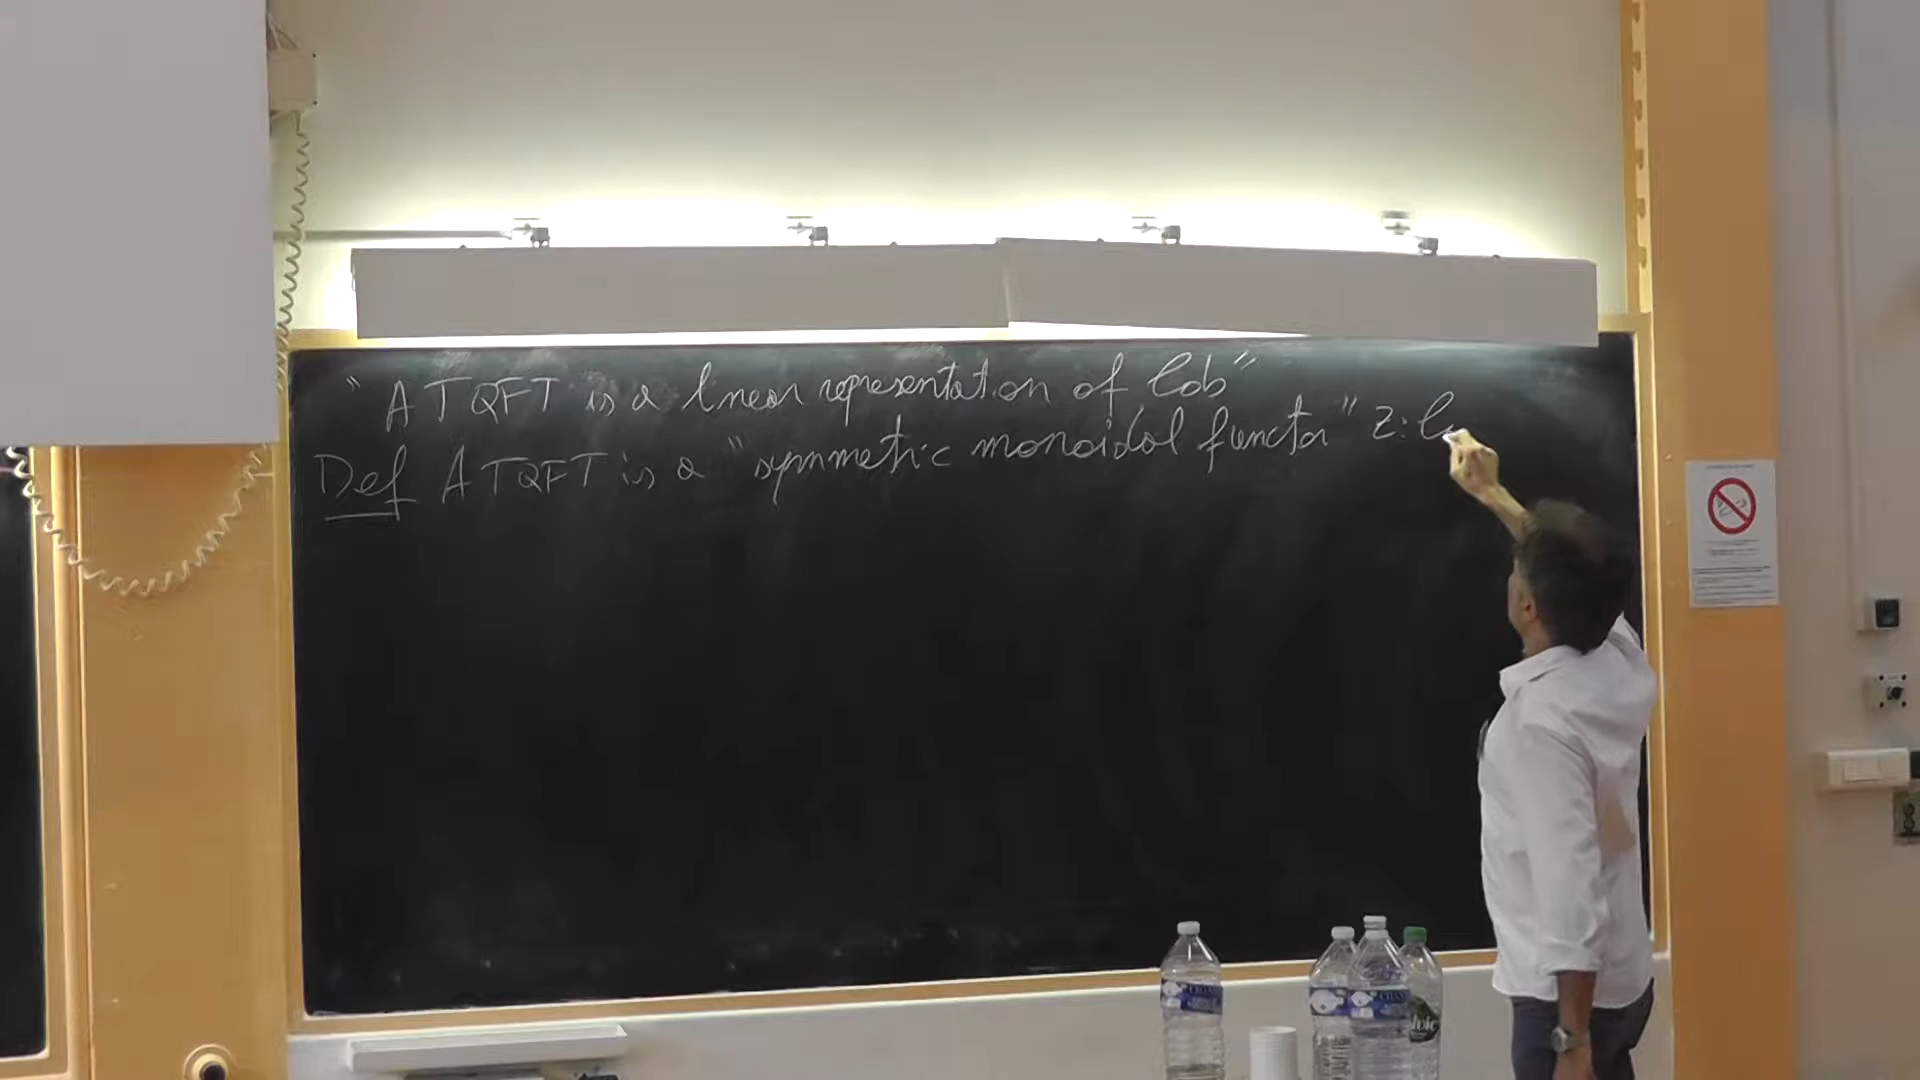 "A TQFT is a linear representation of Cob"
Def A TQFT is a "symmetric monoidal functor" Z: C